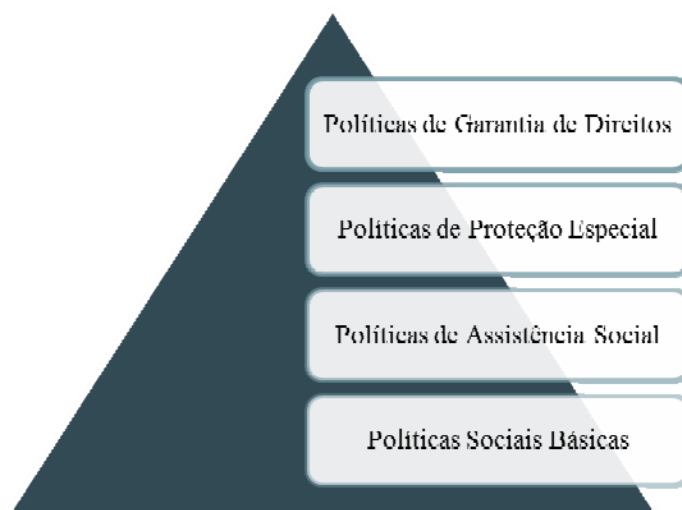 Políticas de Garantia de Direitos
Políticas de Proteção Especial
Políticas de Assistência Social
Políticas Sociais Básicas